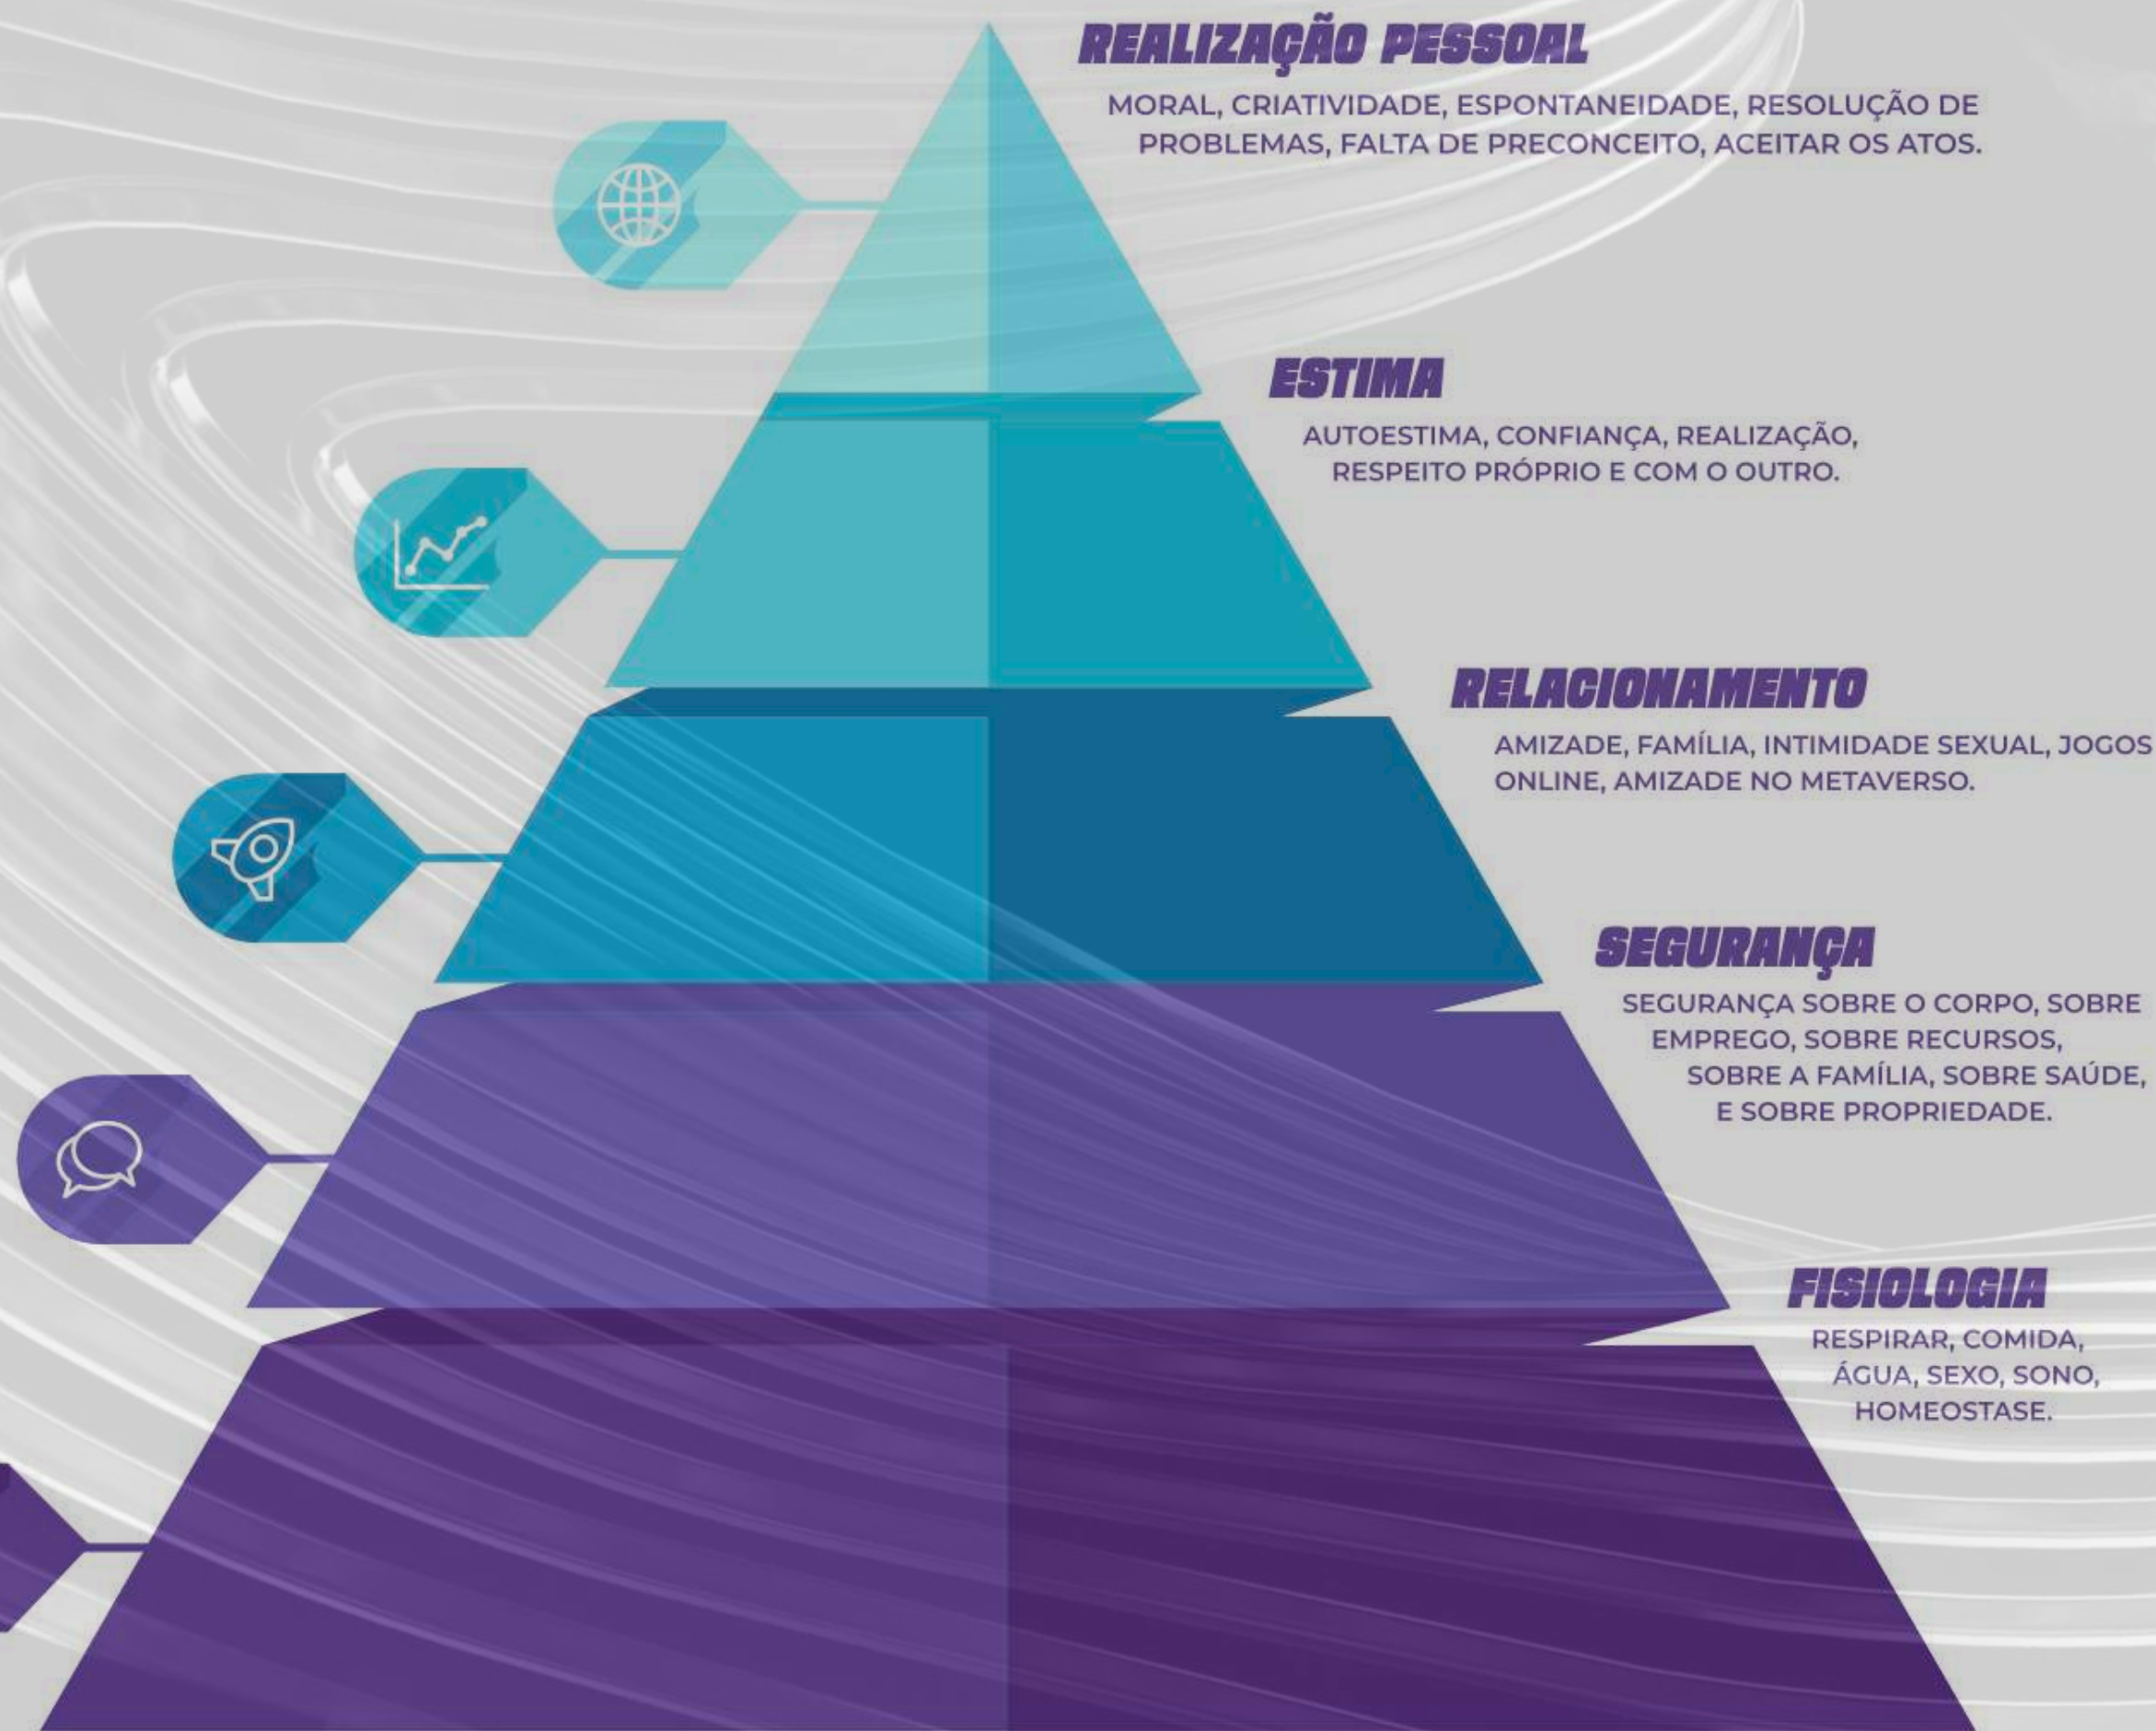 REALIZAÇÃO PESSOAL
MORAL, CRIATIVIDADE, ESPONTANEIDADE, RESOLUÇÃO DE
PROBLEMAS, FALTA DE PRECONCEITO, ACEITAR OS ATOS.
ESTIMA
AUTOESTIMA, CONFIANÇA, REALIZAÇÃO,
RESPEITO PRÓPRIO E COM O OUTRO.
RELACIONAMENTO
AMIZADE, FAMÍLIA, INTIMIDADE SEXUAL, JOGOS
ONLINE, AMIZADE NO METAVERSO.
SEGURANÇA
SEGURANÇA SOBRE O CORPO, SOBRE
EMPREGO, SOBRE RECURSOS,
SOBRE A FAMÍLIA, SOBRE SAÚDE,
E SOBRE PROPRIEDADE.
FISIOLOGIA
RESPIRAR, COMIDA,
ÁGUA, SEXO, SONO,
HOMEOSTASE.